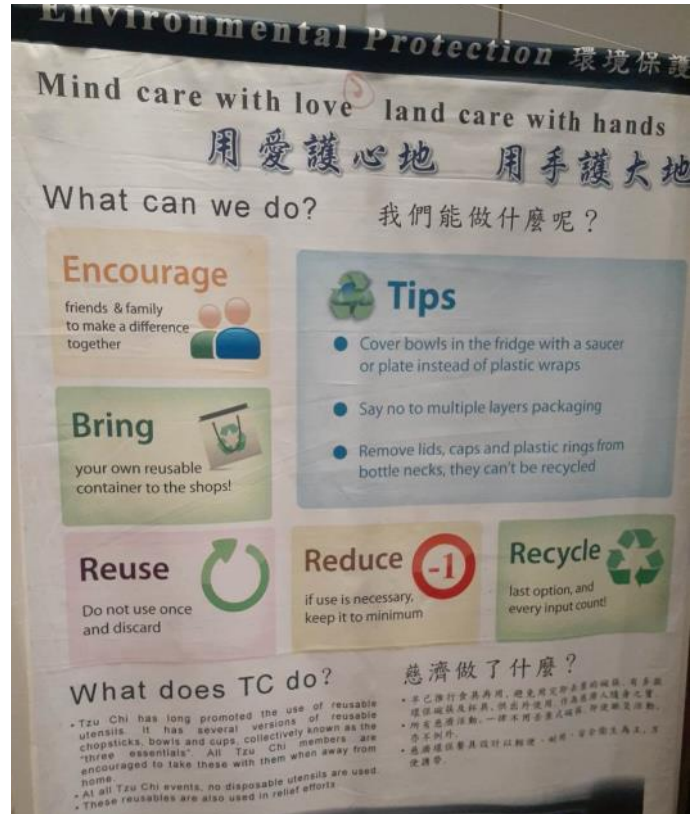 Environmental Protection 環境保護
Mind care with love land care with hands
用愛護心地 用手護大地
What can we do? 我們能做什麼呢？
Encourage
friends & family
to make a difference
together
Tips
Cover bowls in the fridge with a saucer
or plate instead of plastic wraps
Say no to multiple layers packaging
Remove lids, caps and plastic rings from
bottle necks, they can't be recycled
Bring
your own reusable
container to the shops!
Reuse
Do not use once
and discard
Reduce
-1
if use is necessary,
keep it to minimum
Recycle
last option, and
every input count!
What does TC do?
• Tzu Chi has long promoted the use of reusable
utensils. It has several versions of reusable
chopsticks, bowls and cups, collectively known as the
"three essentials". All Tzu Chi members are
encouraged to take these with them when away from
home.
• At all Tzu Chi events, no disposable utensils are used
• These reusables are also used in relief efforts
慈濟做了什麼？